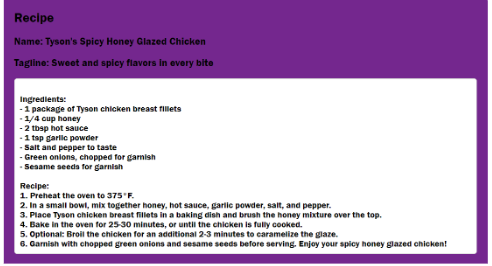 Recipe
Name: Tyson's Spicy Honey Glazed Chicken
Tagline: Sweet and spicy flavors in every bite
Ingredients:
- 1 package of Tyson chicken breast fillets
- 1/4 cup honey
- 2 tbsp hot sauce
- 1 tsp garlic powder
- Salt and pepper to taste
- Green onions, chopped for garnish
- Sesame seeds for garnish
Recipe:
1. Preheat the oven to 375°F.
2. In a small bowl, mix together honey, hot sauce, garlic powder, salt, and pepper.
3. Place Tyson chicken breast fillets in a baking dish and brush the honey mixture over the top.
4. Bake in the oven for 25-30 minutes, or until the chicken is fully cooked.
5. Optional: Broil the chicken for an additional 2-3 minutes to caramelize the glaze.
6. Garnish with chopped green onions and sesame seeds before serving. Enjoy your spicy honey glazed chicken!